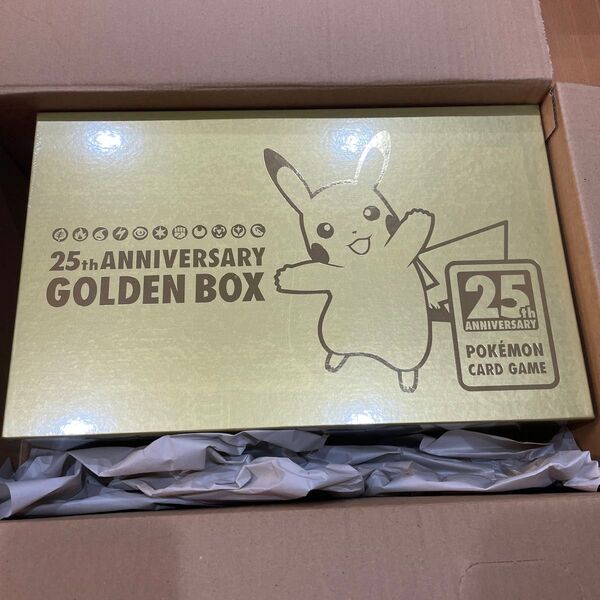 25th ANNIVERSARY
GOLDEN BOX
25th
ANNIVERSARY
POKÉMON
CARD GAME